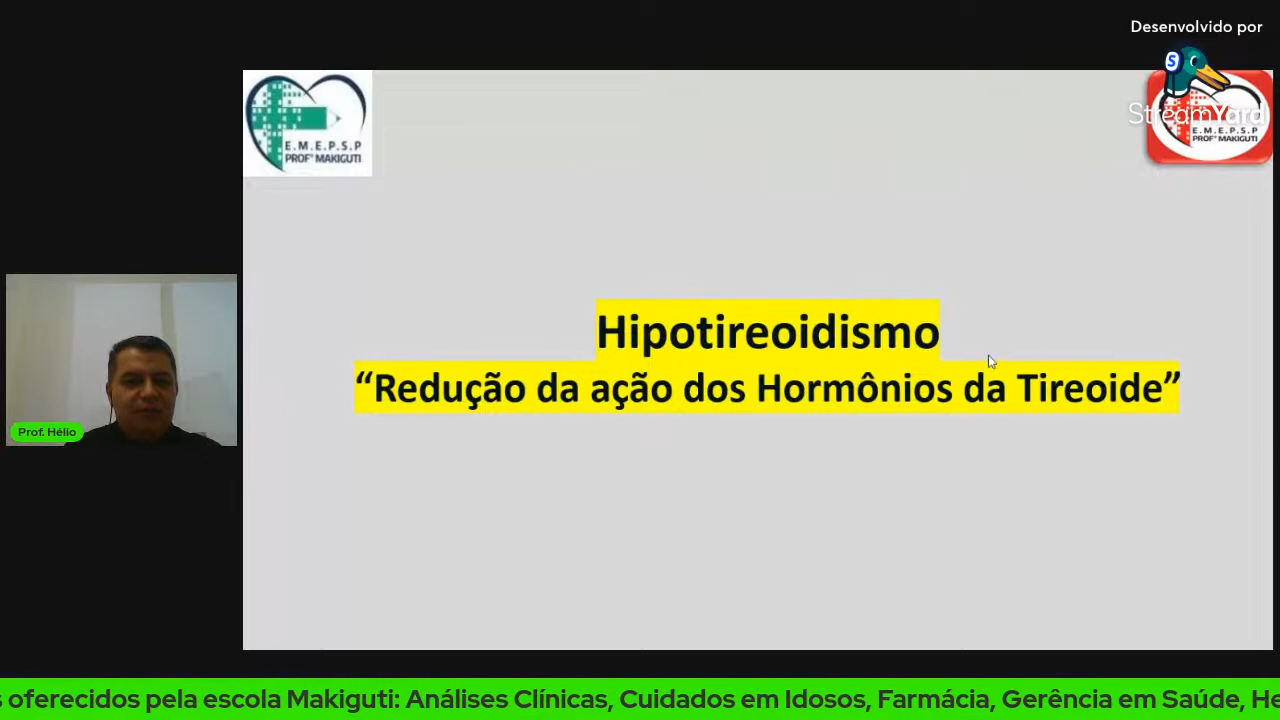 Desenvolvido por
StreamYard
E.M.E.P.S.P
PROFº MAKIGUTI
E.M.E.P.S.P
PROFº MAKIGUTI
Hipotireoidismo
“Redução da ação dos Hormônios da Tireoide”
Prof. Hélio
s oferecidos pela escola Makiguti: Análises Clínicas, Cuidados em Idosos, Farmácia, Gerência em Saúde, He